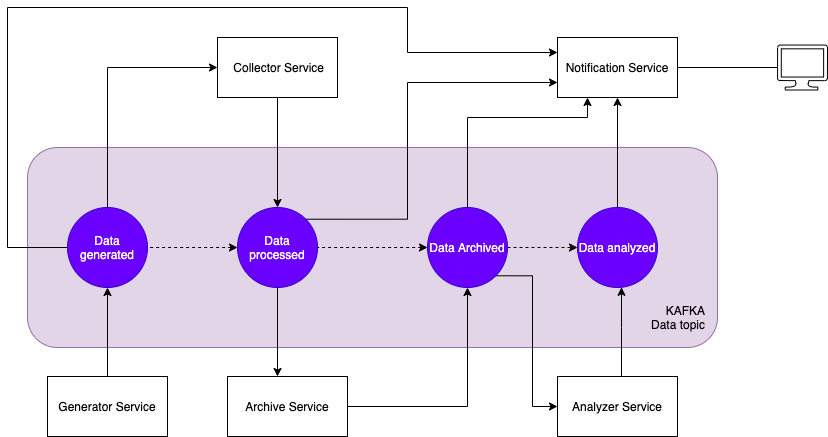 Collector Service
Notification Service
Data
generated
Data
processed
Data Archived
Data analyzed
KAFKA
Data topic
Generator Service
Archive Service
Analyzer Service